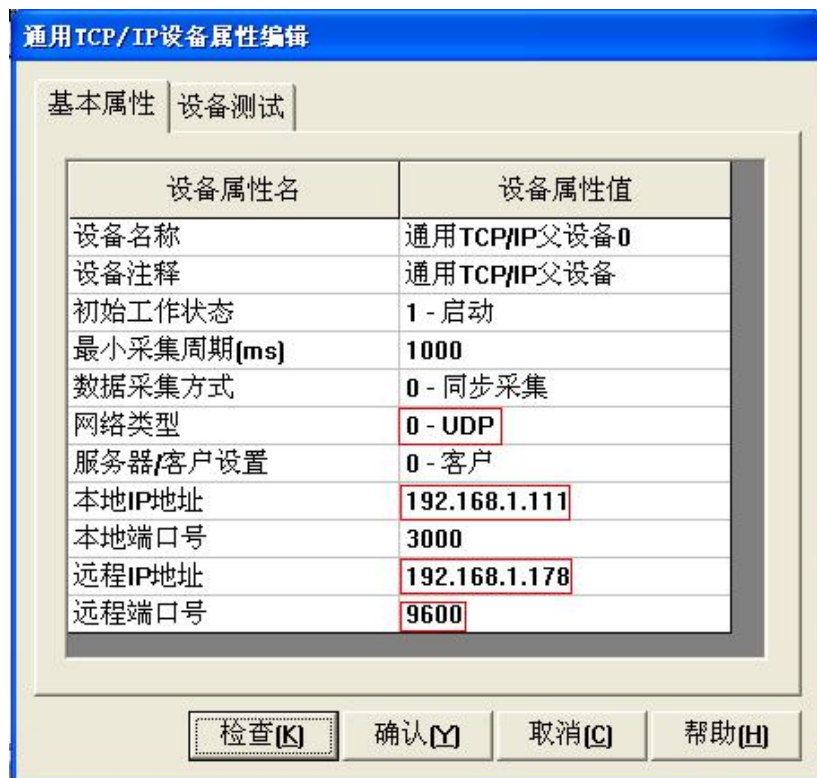 通用TCP/IP设备属性编辑
基本属性 设备测试
设备属性名 设备属性值
设备名称 通用TCP/IP父设备0
设备注释 通用TCP/IP父设备
初始工作状态 1 - 启动
最小采集周期(ms) 1000
数据采集方式 0 - 同步采集
网络类型 0 - UDP
服务器/客户设置 0 - 客户
本地IP地址 192.168.1.111
本地端口号 3000
远程IP地址 192.168.1.178
远程端口号 9600
检查(K) 确认(Y) 取消(C) 帮助(H)